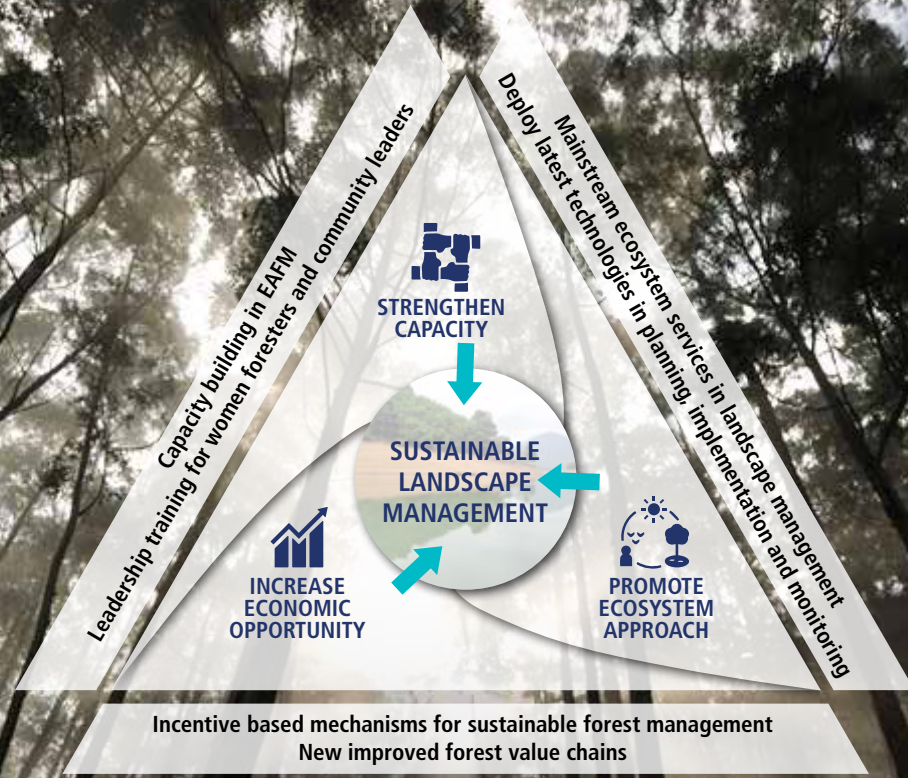 Capacity building in EAFM
Leadership training for women foresters and community leaders
Mainstream ecosystem services in landscape management
Deploy latest technologies in planning, implementation and monitoring
STRENGTHEN
CAPACITY
SUSTAINABLE
LANDSCAPE
MANAGEMENT
INCREASE
ECONOMIC
OPPORTUNITY
PROMOTE
ECOSYSTEM
APPROACH
Incentive based mechanisms for sustainable forest management
New improved forest value chains